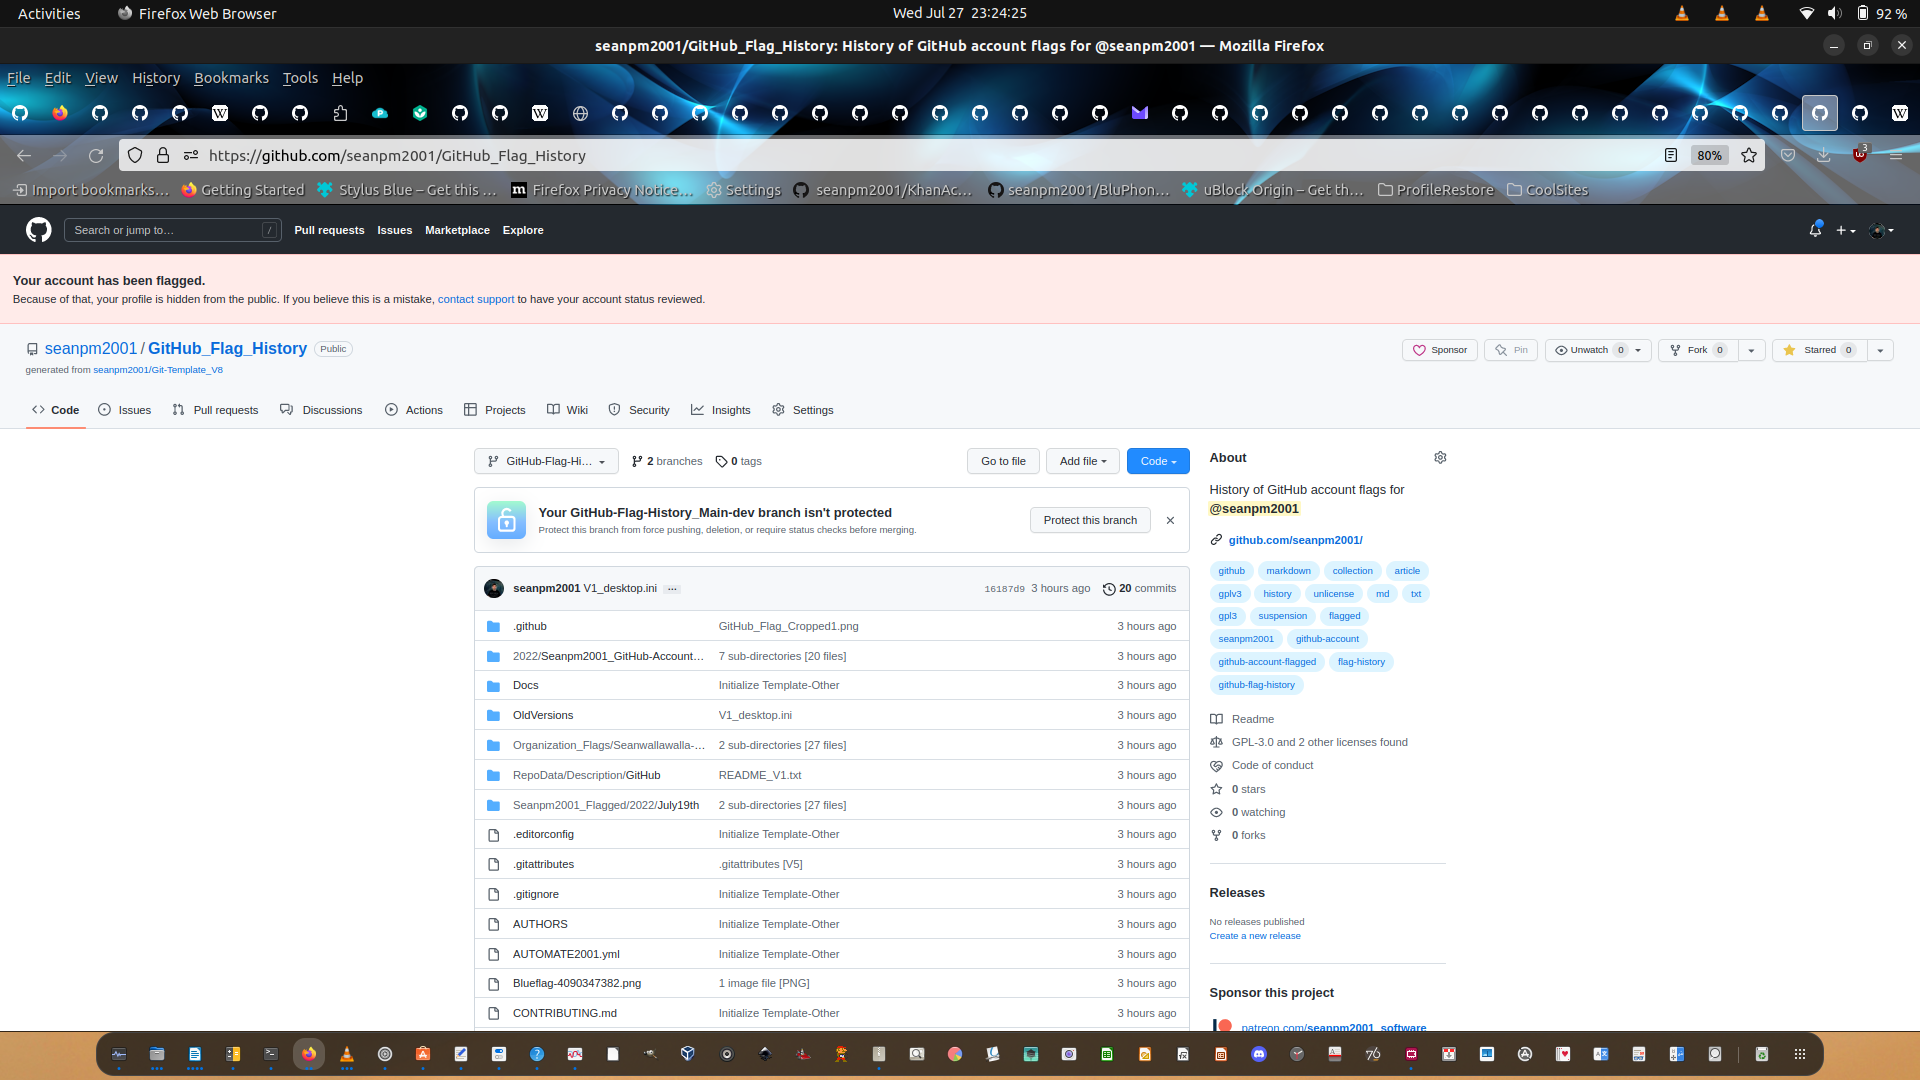 Activities
Firefox Web Browser
Wed Jul 27 23:24:25
92 %
seanpm2001/GitHub_Flag_History: History of GitHub account flags for @seanpm2001 — Mozilla Firefox
File Edit View History Bookmarks Tools Help
https://github.com/seanpm2001/GitHub_Flag_History
80%
3
Import bookmarks…
Getting Started
Stylus Blue – Get this …
Firefox Privacy Notice…
Settings
seanpm2001/KhanAc…
seanpm2001/BluPhon…
uBlock Origin – Get th…
ProfileRestore
CoolSites
Search or jump to… /
Pull requests Issues Marketplace Explore
Your account has been flagged.
Because of that, your profile is hidden from the public. If you believe this is a mistake, contact support to have your account status reviewed.
seanpm2001 / GitHub_Flag_History Public
generated from seanpm2001/Git-Template_V8
Sponsor
Pin
Unwatch 0
Fork 0
Starred 0
Code
Issues
Pull requests
Discussions
Actions
Projects
Wiki
Security
Insights
Settings
GitHub-Flag-Hi…
2 branches
0 tags
Go to file
Add file
Code
Your GitHub-Flag-History_Main-dev branch isn't protected
Protect this branch from force pushing, deletion, or require status checks before merging.
Protect this branch
seanpm2001 V1_desktop.ini …
16187d9 3 hours ago
20 commits
.github GitHub_Flag_Cropped1.png 3 hours ago
2022/Seanpm2001_GitHub-Account… 7 sub-directories [20 files] 3 hours ago
Docs Initialize Template-Other 3 hours ago
OldVersions V1_desktop.ini 3 hours ago
Organization_Flags/Seanwallawalla-… 2 sub-directories [27 files] 3 hours ago
RepoData/Description/GitHub README_V1.txt 3 hours ago
Seanpm2001_Flagged/2022/July19th 2 sub-directories [27 files] 3 hours ago
.editorconfig Initialize Template-Other 3 hours ago
.gitattributes .gitattributes [V5] 3 hours ago
.gitignore Initialize Template-Other 3 hours ago
AUTHORS Initialize Template-Other 3 hours ago
AUTOMATE2001.yml Initialize Template-Other 3 hours ago
Blueflag-4090347382.png 1 image file [PNG] 3 hours ago
CONTRIBUTING.md Initialize Template-Other 3 hours ago
About
History of GitHub account flags for
@seanpm2001
github.com/seanpm2001/
github markdown collection article
gplv3 history unlicense md txt
gpl3 suspension flagged
seanpm2001 github-account
github-account-flagged flag-history
github-flag-history
Readme
GPL-3.0 and 2 other licenses found
Code of conduct
0 stars
0 watching
0 forks
Releases
No releases published
Create a new release
Sponsor this project
patreon.com/seanpm2001_software